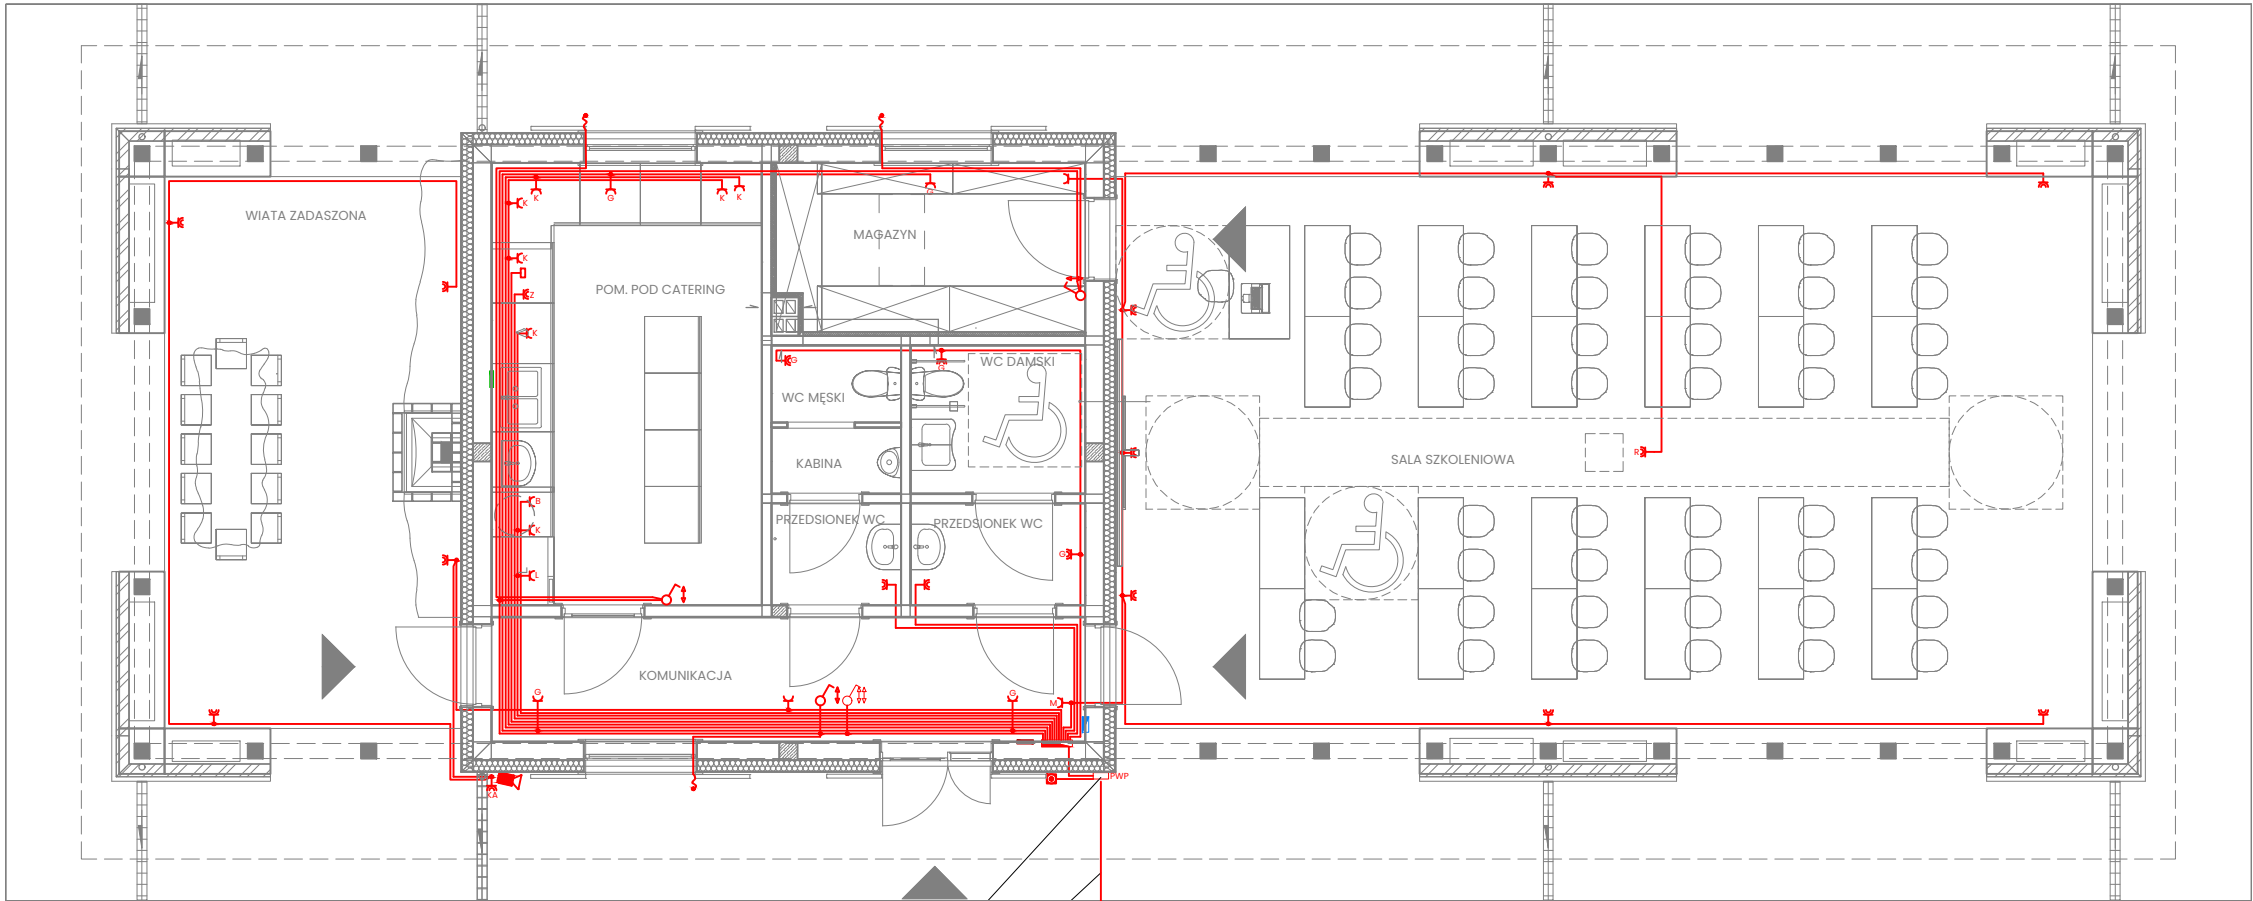 K
G
K
K
G
K
WIATA ZADASZONA
MAGAZYN
K
POM. POD CATERING
Z
K
G
G
WC DAMSKI
WC MĘSKI
KABINA
SALA SZKOLENIOWA
R
B
PRZEDSIONEK WC
PRZEDSIONEK WC
K
G
L
KOMUNIKACJA
G
G
M
PWP
KA